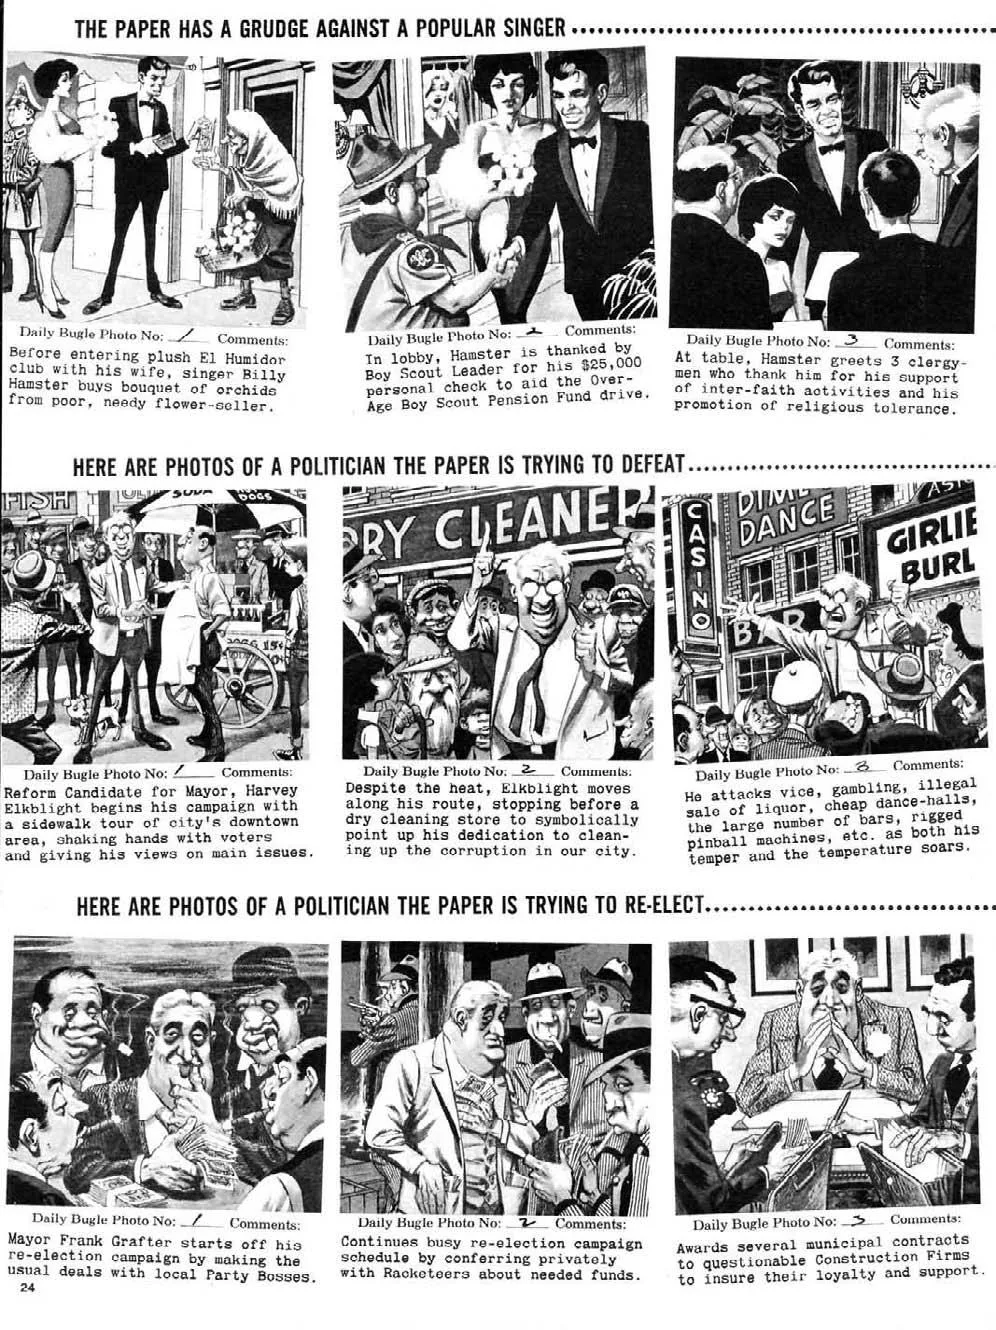 THE PAPER HAS A GRUDGE AGAINST A POPULAR SINGER
Daily Bugle Photo No: 1 Comments:
Before entering plush El Humidor
club with his wife, singer Billy
Hamster buys bouquet of orchids
from poor, needy flower-seller.
Daily Bugle Photo No: 2 Comments:
In lobby, Hamster is thanked by
Boy Scout Leader for his $25,000
personal check to aid the Over-
Age Boy Scout Pension Fund drive.
Daily Bugle Photo No: 3 Comments:
At table, Hamster greets 3 clergy-
men who thank him for his support
of inter-faith activities and his
promotion of religious tolerance.
HERE ARE PHOTOS OF A POLITICIAN THE PAPER IS TRYING TO DEFEAT
FISH
SODA
DOGS
DOGS 15¢
Daily Bugle Photo No: 1 Comments:
Reform Candidate for Mayor, Harvey
Elkblight begins his campaign with
a sidewalk tour of city's downtown
area, shaking hands with voters
and giving his views on main issues.
RY CLEANER
Daily Bugle Photo No: 2 Comments:
Despite the heat, Elkblight moves
along his route, stopping before a
dry cleaning store to symbolically
point up his dedication to clean-
ing up the corruption in our city.
CASINO
DIME
DANCE
BAR
GIRLIE
BURL
Daily Bugle Photo No: 3 Comments:
He attacks vice, gambling, illegal
sale of liquor, cheap dance-halls,
the large number of bars, rigged
pinball machines, etc. as both his
temper and the temperature soars.
HERE ARE PHOTOS OF A POLITICIAN THE PAPER IS TRYING TO RE-ELECT
Daily Bugle Photo No: 1 Comments:
Mayor Frank Grafter starts off his
re-election campaign by making the
usual deals with local Party Bosses.
Daily Bugle Photo No: 2 Comments:
Continues busy re-election campaign
schedule by conferring privately
with Racketeers about needed funds.
Daily Bugle Photo No: 3 Comments:
Awards several municipal contracts
to questionable Construction Firms
to insure their loyalty and support.
24